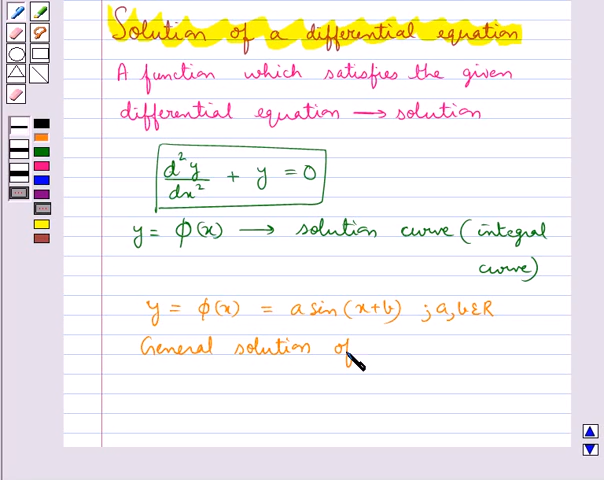 Solution of a differential equation
A function which satisfies the given
differential equation → solution
d²y/dx² + y = 0
y = ϕ(x) → solution curve (integral
curve)
y = ϕ(x) = a sin(x+b) ; a, b ε R
General solution of